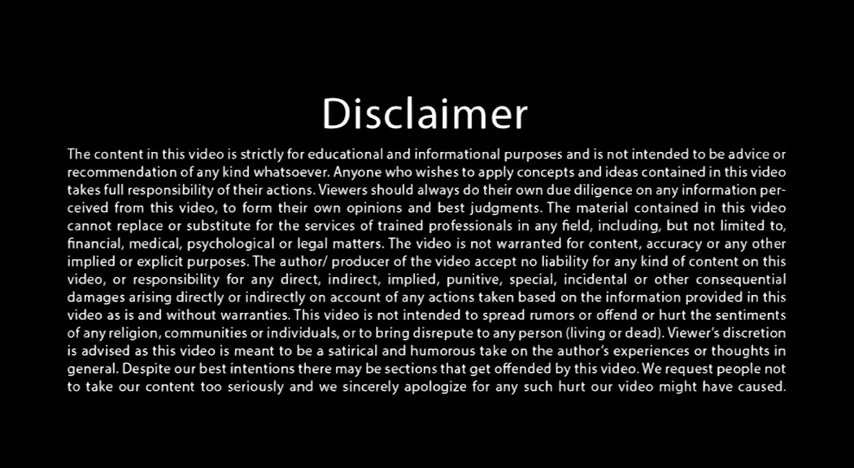 Disclaimer
The content in this video is strictly for educational and informational purposes and is not intended to be advice or
recommendation of any kind whatsoever. Anyone who wishes to apply concepts and ideas contained in this video
takes full responsibility of their actions. Viewers should always do their own due diligence on any information per-
ceived from this video, to form their own opinions and best judgments. The material contained in this video
cannot replace or substitute for the services of trained professionals in any field, including, but not limited to,
financial, medical, psychological or legal matters. The video is not warranted for content, accuracy or any other
implied or explicit purposes. The author/ producer of the video accept no liability for any kind of content on this
video, or responsibility for any direct, indirect, implied, punitive, special, incidental or other consequential
damages arising directly or indirectly on account of any actions taken based on the information provided in this
video as is and without warranties. This video is not intended to spread rumors or offend or hurt the sentiments
of any religion, communities or individuals, or to bring disrepute to any person (living or dead). Viewer's discretion
is advised as this video is meant to be a satirical and humorous take on the author's experiences or thoughts in
general. Despite our best intentions there may be sections that get offended by this video. We request people not
to take our content too seriously and we sincerely apologize for any such hurt our video might have caused.